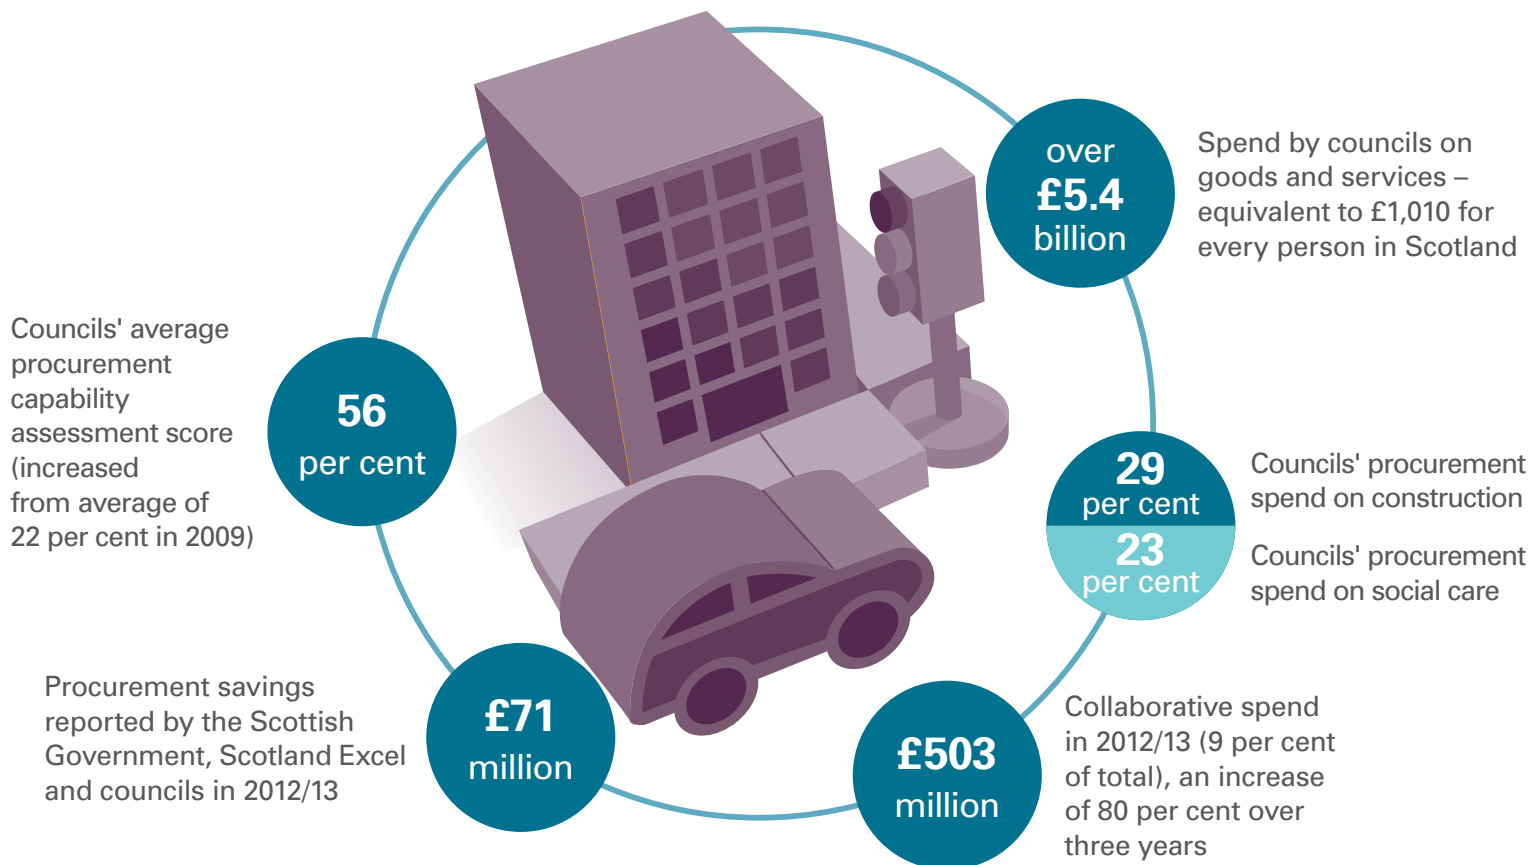 over
£5.4
billion
Spend by councils on
goods and services –
equivalent to £1,010 for
every person in Scotland
29
per cent
Councils' procurement
spend on construction
23
per cent
Councils' procurement
spend on social care
£503
million
Collaborative spend
in 2012/13 (9 per cent
of total), an increase
of 80 per cent over
three years
£71
million
Procurement savings
reported by the Scottish
Government, Scotland Excel
and councils in 2012/13
56
per cent
Councils' average
procurement
capability
assessment score
(increased
from average of
22 per cent in 2009)